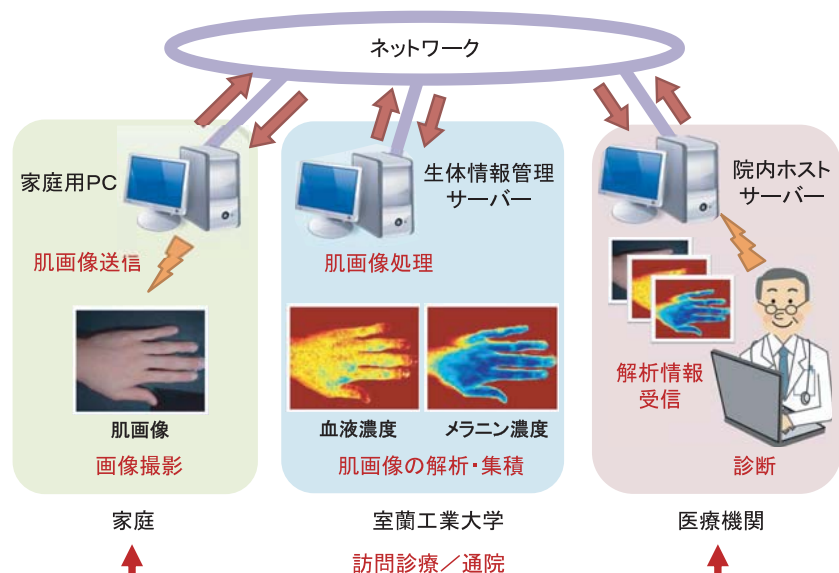 ネットワーク
家庭用PC
肌画像送信
肌画像
画像撮影
家庭
生体情報管理
サーバー
肌画像処理
血液濃度
メラニン濃度
肌画像の解析・集積
室蘭工業大学
院内ホスト
サーバー
解析情報
受信
診断
医療機関
訪問診療／通院